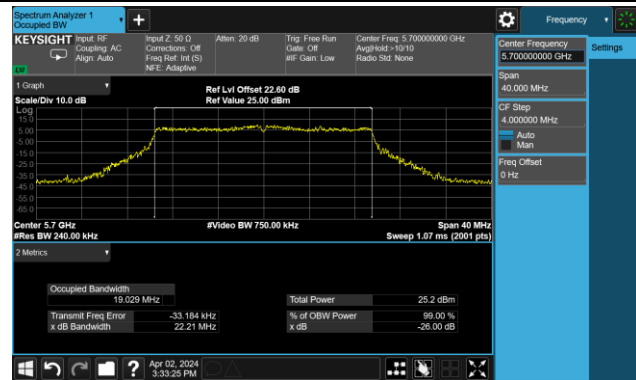 Spectrum Analyzer 1
Occupied BW
Frequency
KEYSIGHT
Input: RF
Coupling: AC
Align: Auto
Input Z: 50 Ω
Corrections: Off
Freq Ref: Int (S)
NFE: Adaptive
Atten: 20 dB
Trig: Free Run
Gate: Off
#IF Gain: Low
Center Freq: 5.700000000 GHz
Avg|Hold:>10/10
Radio Std: None
Center Frequency
5.700000000 GHz
Settings
Span
40.000 MHz
CF Step
4.000000 MHz
Auto
Man
Freq Offset
0 Hz
1 Graph
Scale/Div 10.0 dB
Ref Lvl Offset 22.60 dB
Ref Value 25.00 dBm
Log
15.0
5.00
-5.00
-15.0
-25.0
-35.0
-45.0
-55.0
-65.0
Center 5.7 GHz
#Res BW 240.00 kHz
#Video BW 750.00 kHz
Span 40 MHz
Sweep 1.07 ms (2001 pts)
2 Metrics
Occupied Bandwidth
19.029 MHz
Total Power 25.2 dBm
Transmit Freq Error -33.184 kHz
% of OBW Power 99.00 %
x dB Bandwidth 22.21 MHz
x dB -26.00 dB
Apr 02, 2024
3:33:25 PM